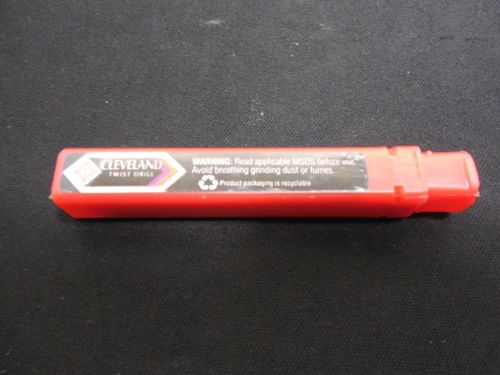 CLEVELAND
TWIST DRILL
WARNING: Read applicable MSDS before use.
Avoid breathing grinding dust or fumes.
Product packaging is recyclable